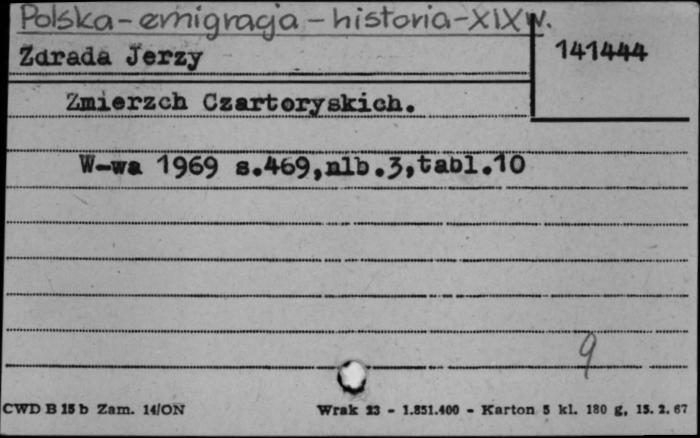 Polska - emigracja - historia - XIX w.
Zdrada Jerzy
141444
Zmierzch Czartoryskich.
W-wa 1969 s.469,nlb.3,tabl.10
9
CWD B 15 b Zam. 14/ON
Wrak 23 - 1.851.400 - Karton 5 kl. 180 g, 15. 2. 67